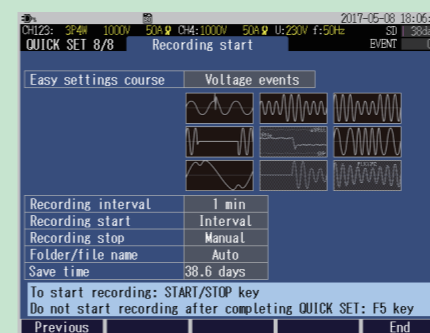 2017-05-08 18:06:
CH123: 3P4W 1000V 50A CH4:1000V 50A U:230V f:50Hz SD
QUICK SET 8/8 Recording start EVENT
Easy settings course Voltage events
Recording interval 1 min
Recording start Interval
Recording stop Manual
Folder/file name Auto
Save time 38.6 days
To start recording: START/STOP key
Do not start recording after completing QUICK SET: F5 key
Previous End